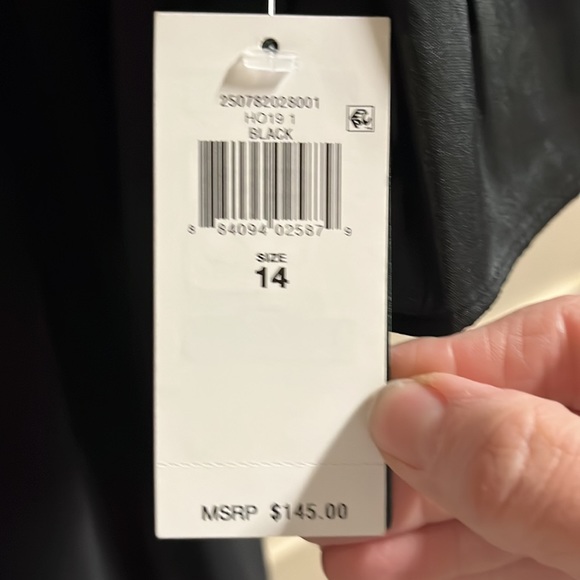 250782028001
HO19 1
BLACK
8 84094 02587 9
SIZE
14
MSRP $145.00